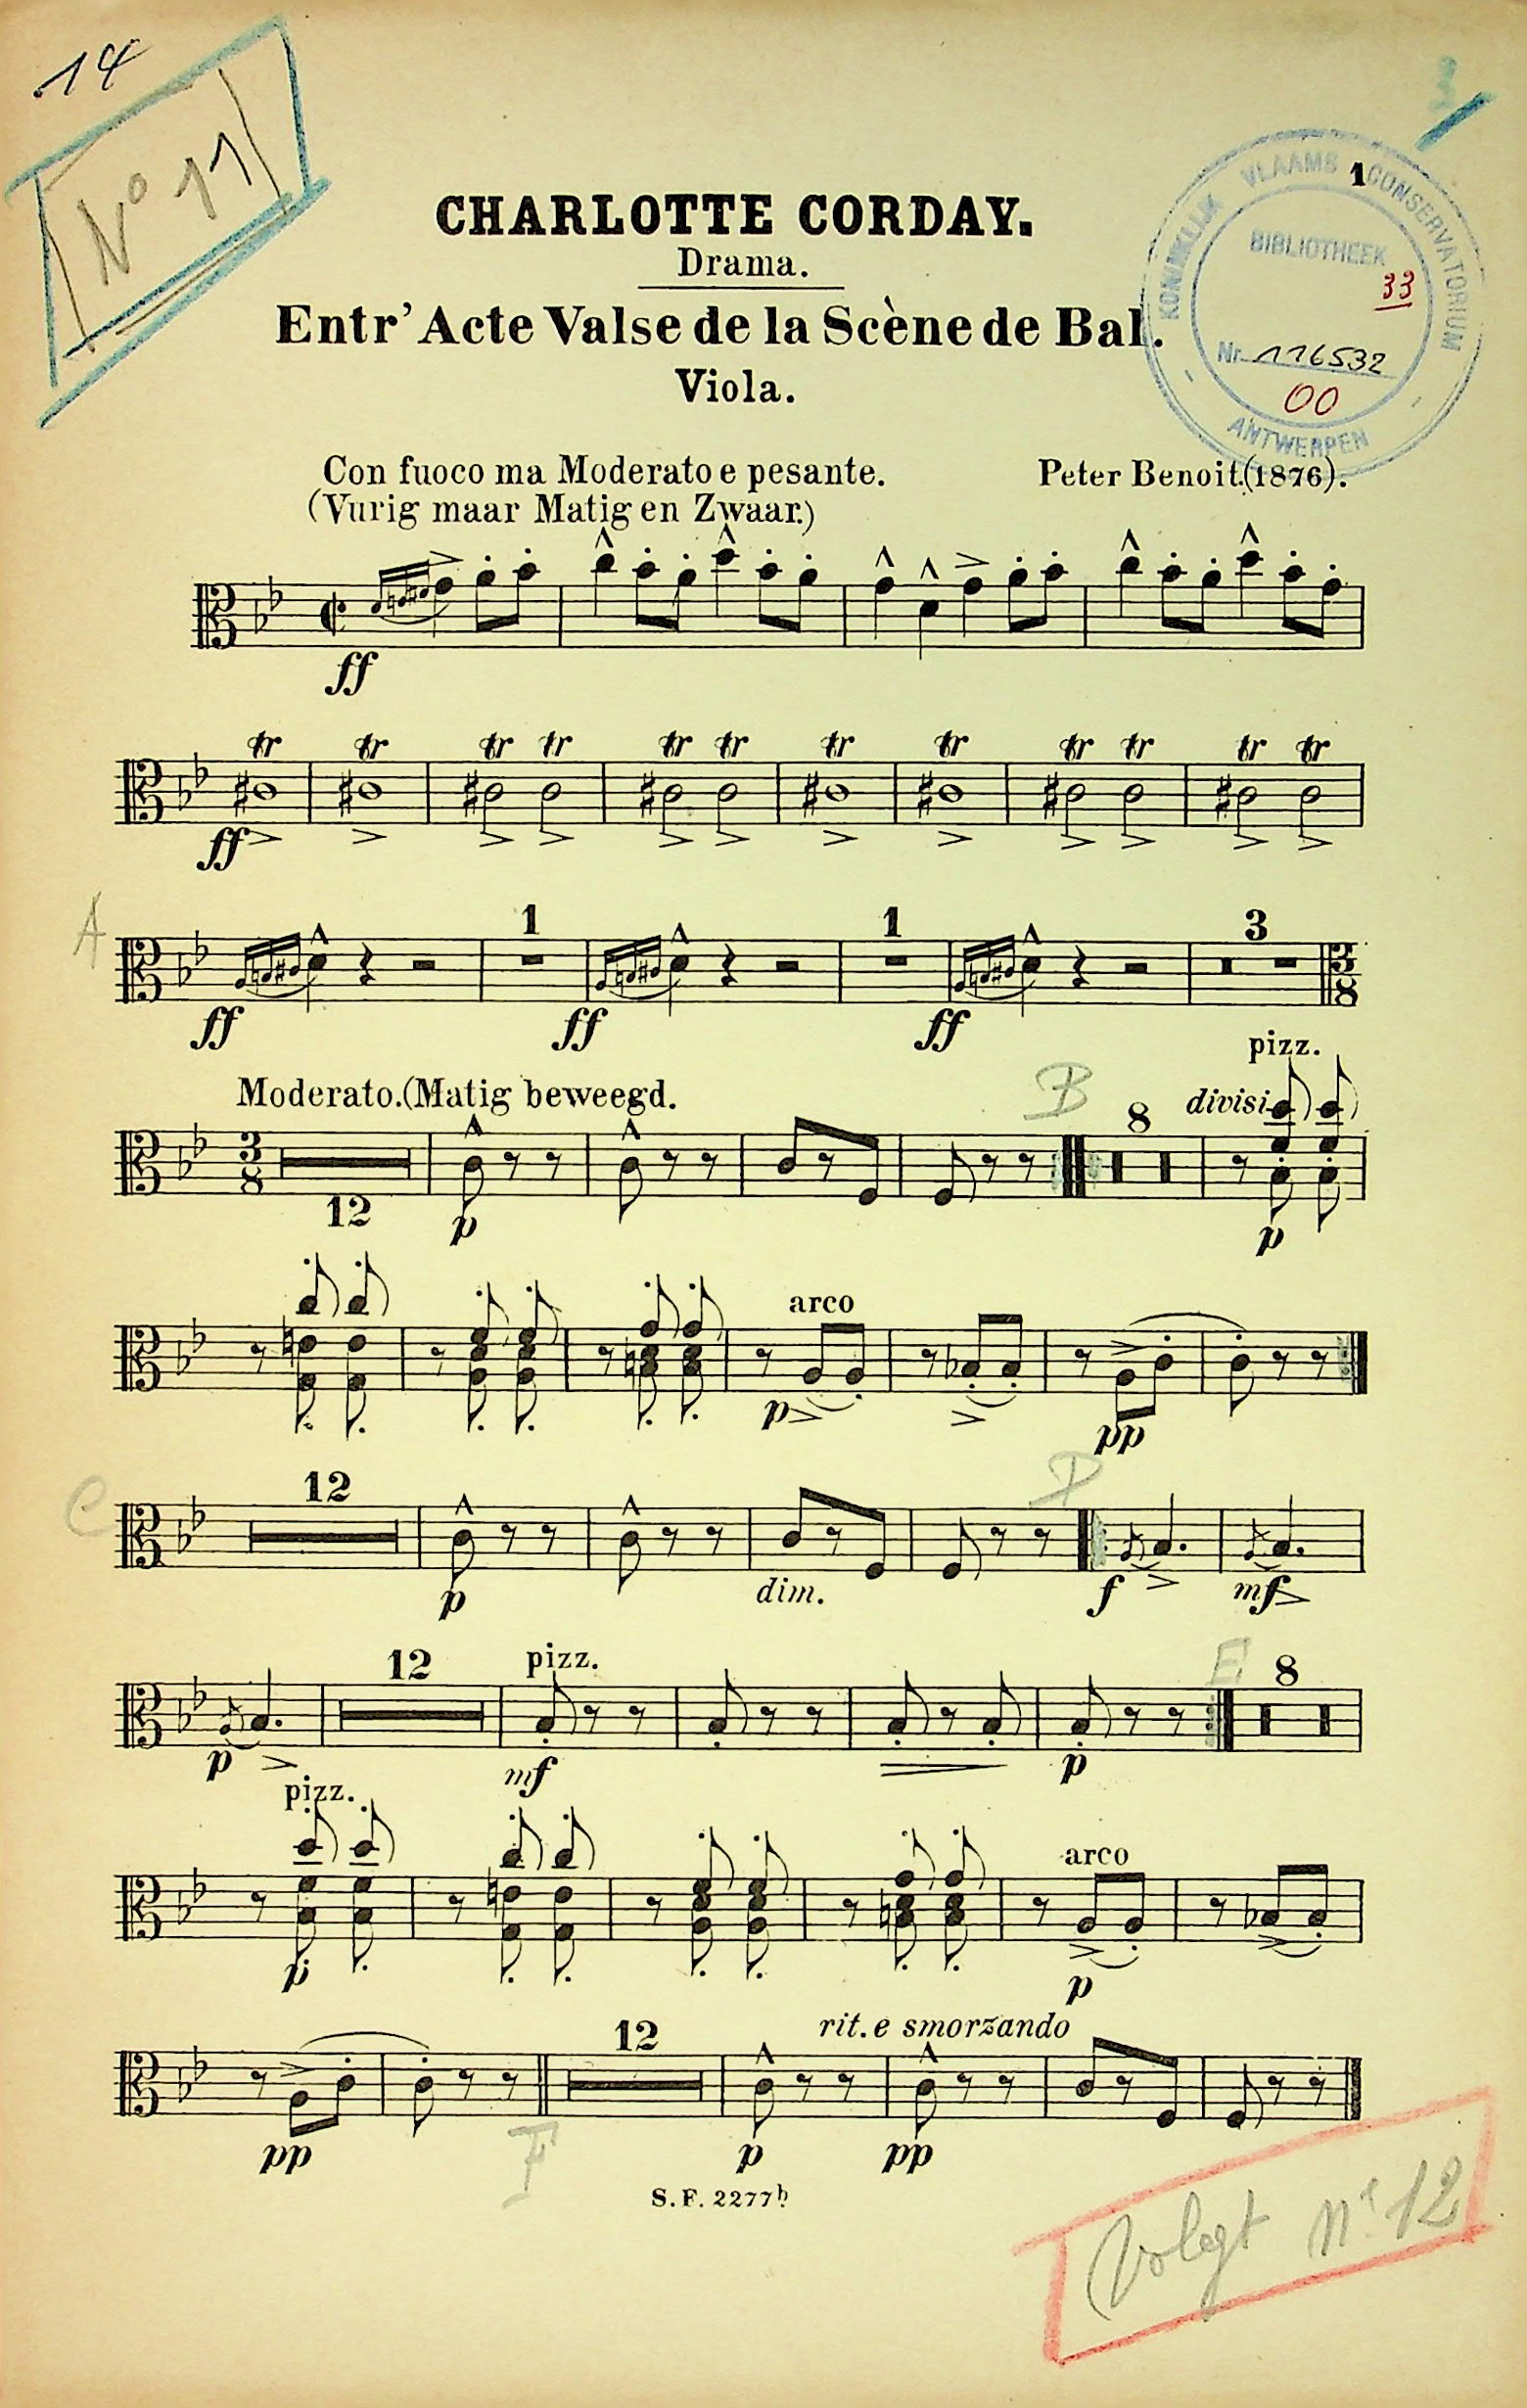 14
No 11
3
1
KONINKLIJK VLAAMS CONSERVATORIUM
BIBLIOTHEEK
33
Nr. 116532
00
- ANTWERPEN -
CHARLOTTE CORDAY.
Drama.
Entr' Acte Valse de la Scène de Bal.
Viola.
Con fuoco ma Moderato e pesante.
(Vurig maar Matig en Zwaar.)
Peter Benoit.(1876).
ff
tr tr tr tr tr tr tr tr tr tr tr tr
ff
A
1 1 3
3/8
ff ff ff
pizz.
Moderato.(Matig beweegd.
B
8 divisi
3/8
12 p p
arco
p pp
C 12 D
p dim. f mf
12 pizz. E 8
p mf p
pizz.
arco
p p
rit. e smorzando
12
pp p pp
F
S. F. 2277h
Volgt No 12